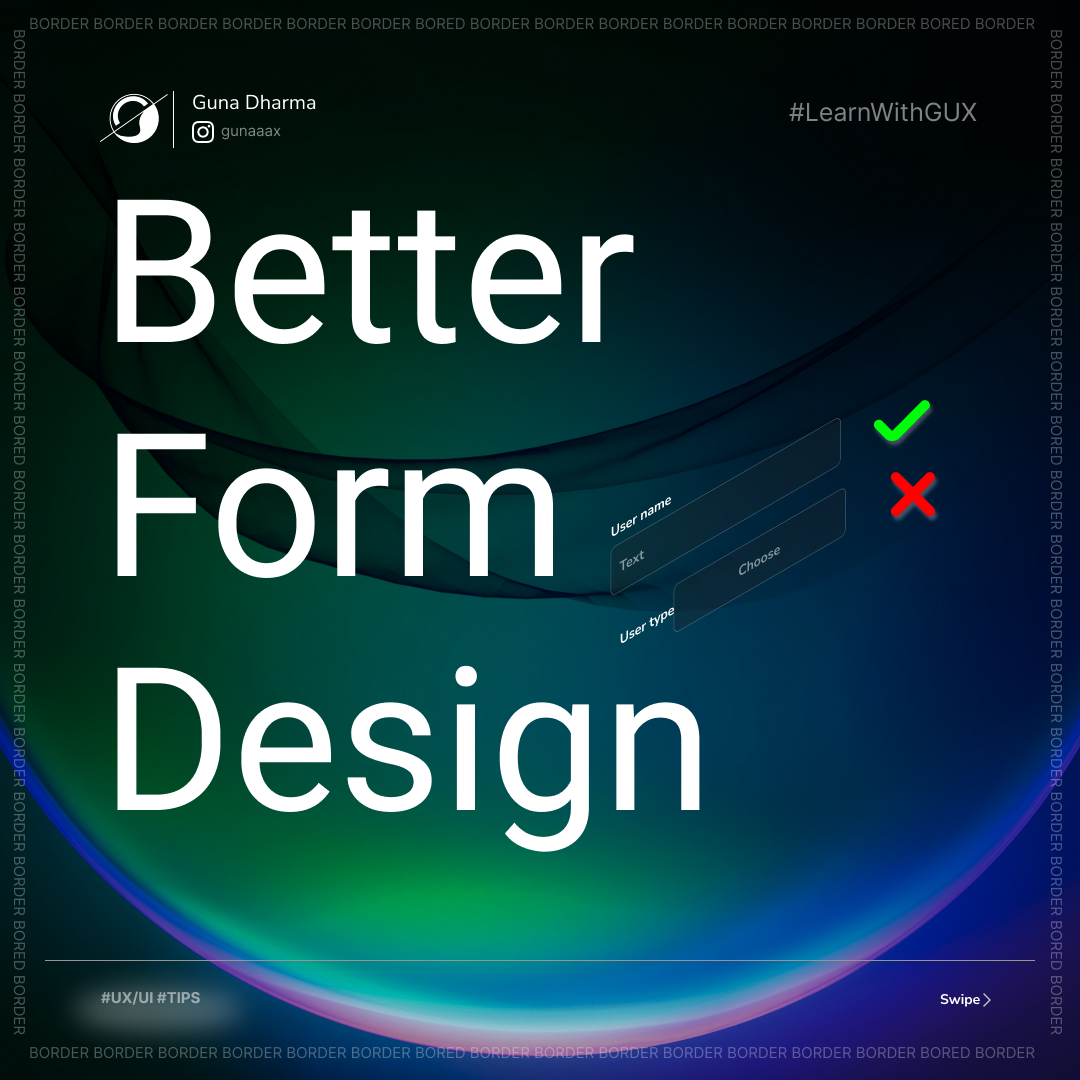 BORDER BORDER BORDER BORDER BORDER BORDER BORED BORDER BORDER BORDER BORDER BORDER BORDER BORDER BORED BORDER
BORDER BORDER BORDER BORDER BORDER BORDER BORED BORDER BORDER BORDER BORDER BORDER BORDER BORDER BORED BORDER
Guna Dharma
gunaaax
#LearnWithGUX
Better
Form
Design
User name
Text
User type
Choose
#UX/UI #TIPS
Swipe
BORDER BORDER BORDER BORDER BORDER BORDER BORED BORDER BORDER BORDER BORDER BORDER BORDER BORDER BORED BORDER
BORDER BORDER BORDER BORDER BORDER BORDER BORED BORDER BORDER BORDER BORDER BORDER BORDER BORDER BORED BORDER